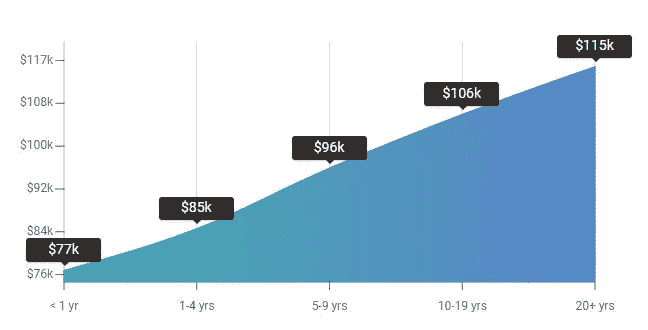 $117k
$108k
$100k
$92k
$84k
$76k
$77k
$85k
$96k
$106k
$115k
< 1 yr
1-4 yrs
5-9 yrs
10-19 yrs
20+ yrs